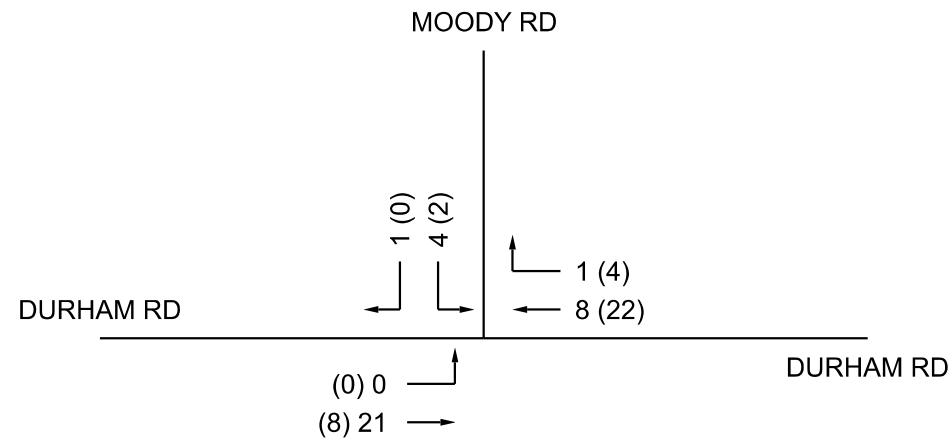 MOODY RD
1 (0)
4 (2)
1 (4)
DURHAM RD
8 (22)
DURHAM RD
(0) 0
(8) 21